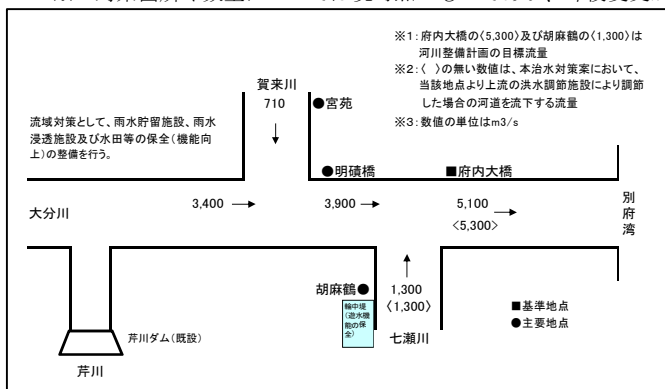 ※1：府内大橋の〈5,300〉及び胡麻鶴の〈1,300〉は
河川整備計画の目標流量
※2：〈　〉の無い数値は、本治水対策案において、
当該地点より上流の洪水調節施設により調節
した場合の河道を流下する流量
※3：数値の単位はm3/s
賀来川
710
●宮苑
流域対策として、雨水貯留施設、雨水
浸透施設及び水田等の保全（機能向
上）の整備を行う。
●明磧橋
■府内大橋
大分川
3,400 →
3,900 →
5,100 →
<5,300>
別府湾
胡麻鶴●
1,300
〈1,300〉
輪中堤
（遊水機
能の保
全）
七瀬川
■基準地点
●主要地点
芹川ダム（既設）
芹川